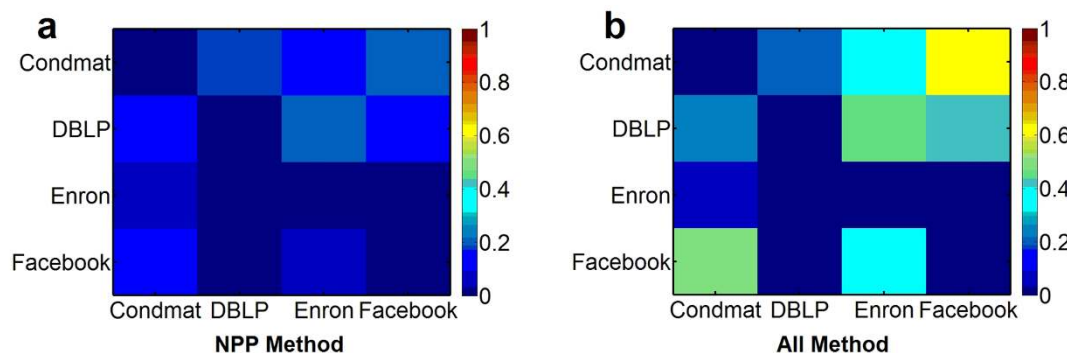 a
Condmat
DBLP
Enron
Facebook
Condmat DBLP Enron Facebook
NPP Method
1
0.8
0.6
0.4
0.2
0
b
Condmat
DBLP
Enron
Facebook
Condmat DBLP Enron Facebook
All Method
1
0.8
0.6
0.4
0.2
0